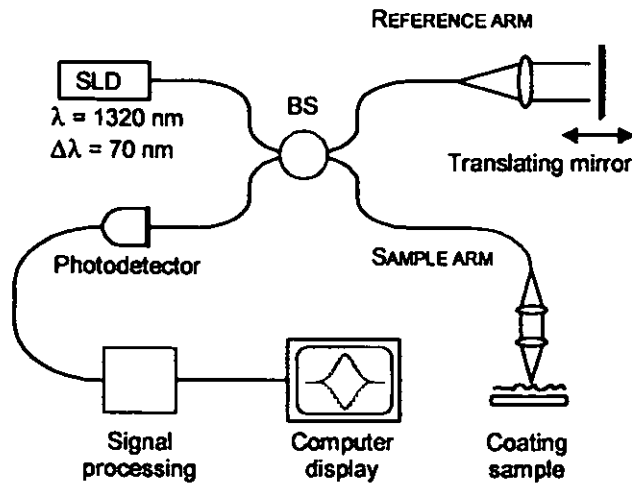 REFERENCE ARM
SLD
λ = 1320 nm
Δλ = 70 nm
BS
Translating mirror
Photodetector
SAMPLE ARM
Signal
processing
Computer
display
Coating
sample